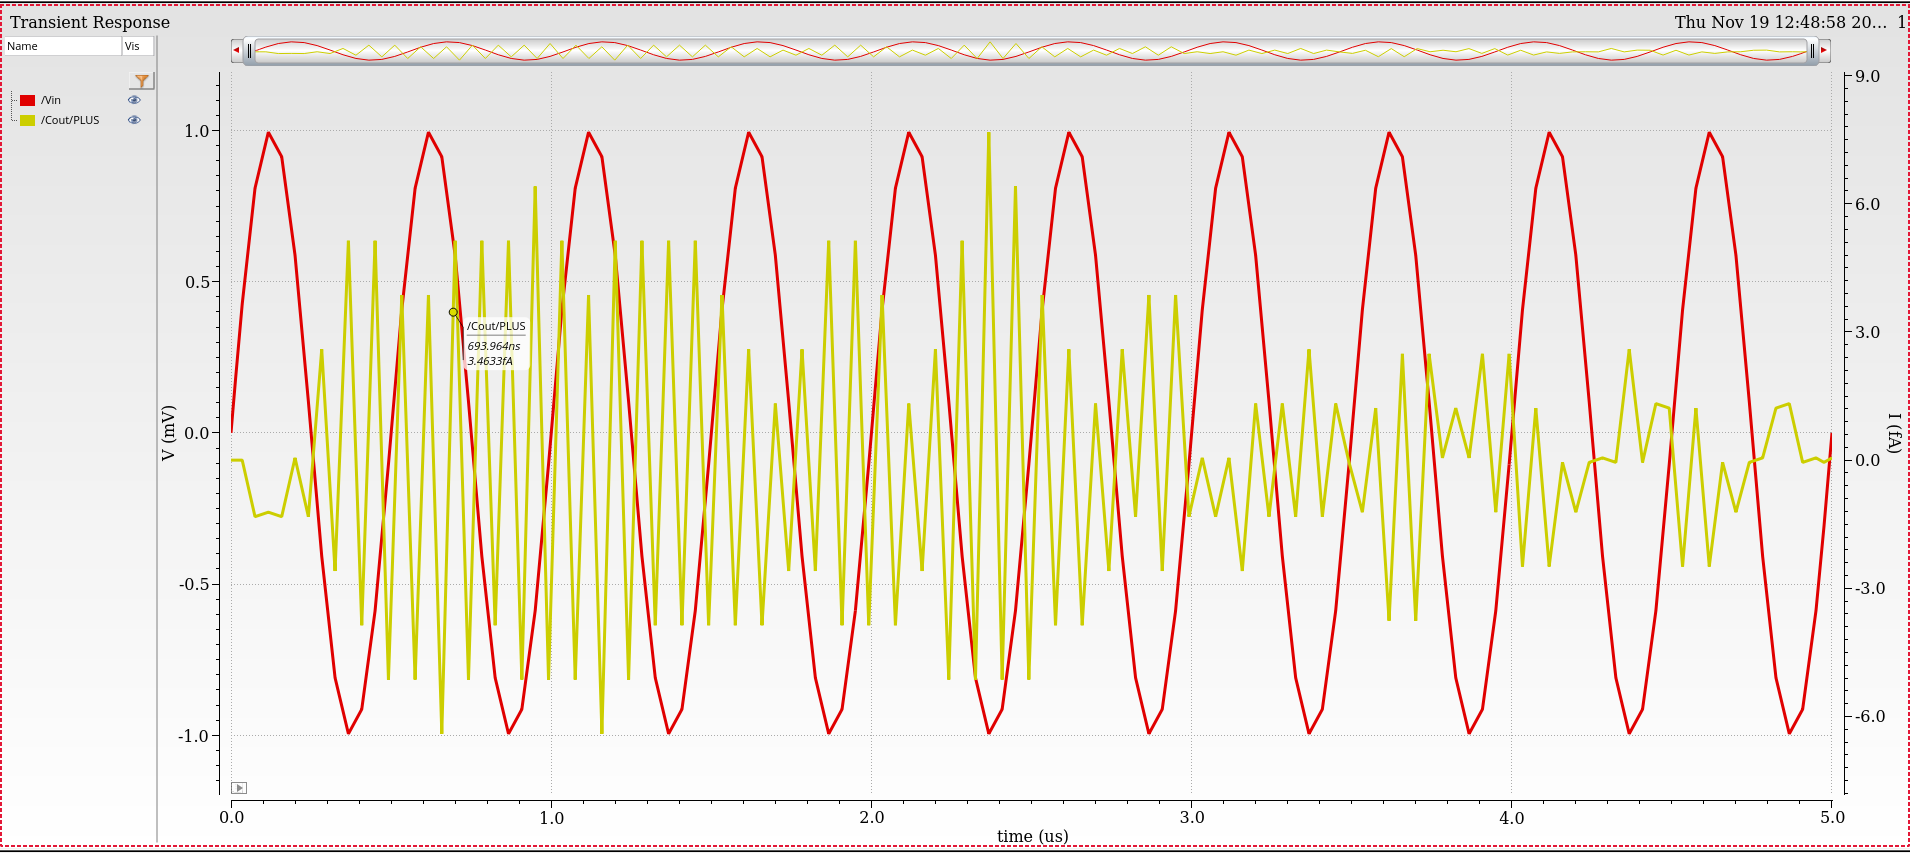 Transient Response
Thu Nov 19 12:48:58 20... 1
Name Vis
/Vin
/Cout/PLUS
V (mV)
1.0
0.5
0.0
-0.5
-1.0
/Cout/PLUS
693.964ns
3.4633fA
9.0
6.0
3.0
0.0
-3.0
-6.0
I (fA)
0.0 1.0 2.0 3.0 4.0 5.0
time (us)